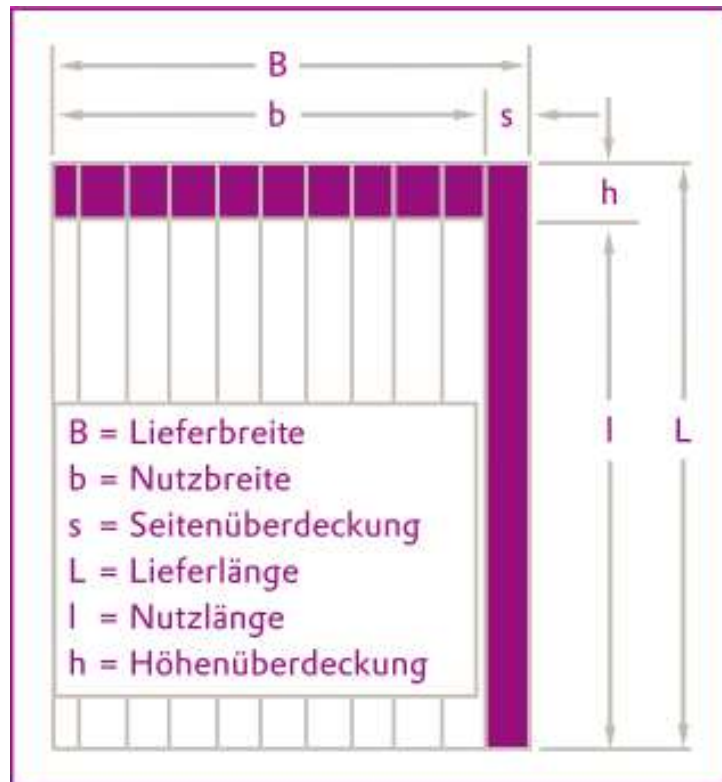 B
b
s
h
l
L
B = Lieferbreite
b = Nutzbreite
s = Seitenüberdeckung
L = Lieferlänge
l = Nutzlänge
h = Höhenüberdeckung